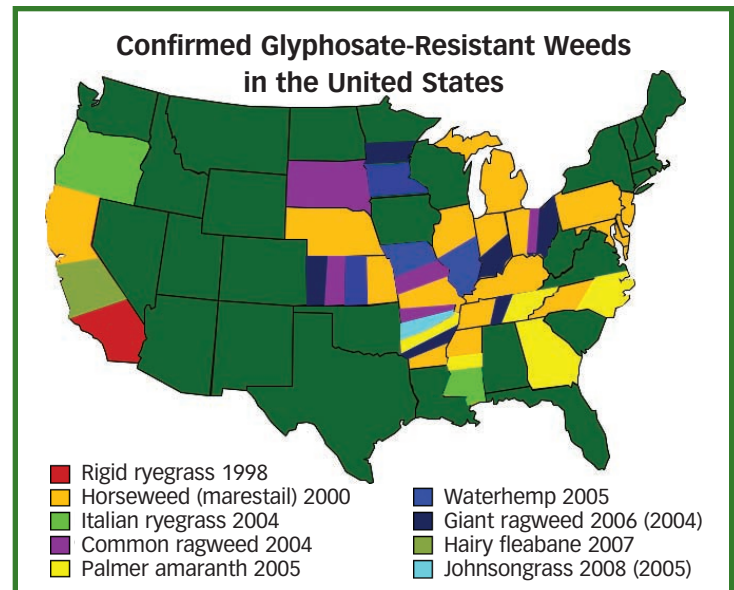 Confirmed Glyphosate-Resistant Weeds
in the United States
Rigid ryegrass 1998
Horseweed (marestail) 2000
Italian ryegrass 2004
Common ragweed 2004
Palmer amaranth 2005
Waterhemp 2005
Giant ragweed 2006 (2004)
Hairy fleabane 2007
Johnsongrass 2008 (2005)